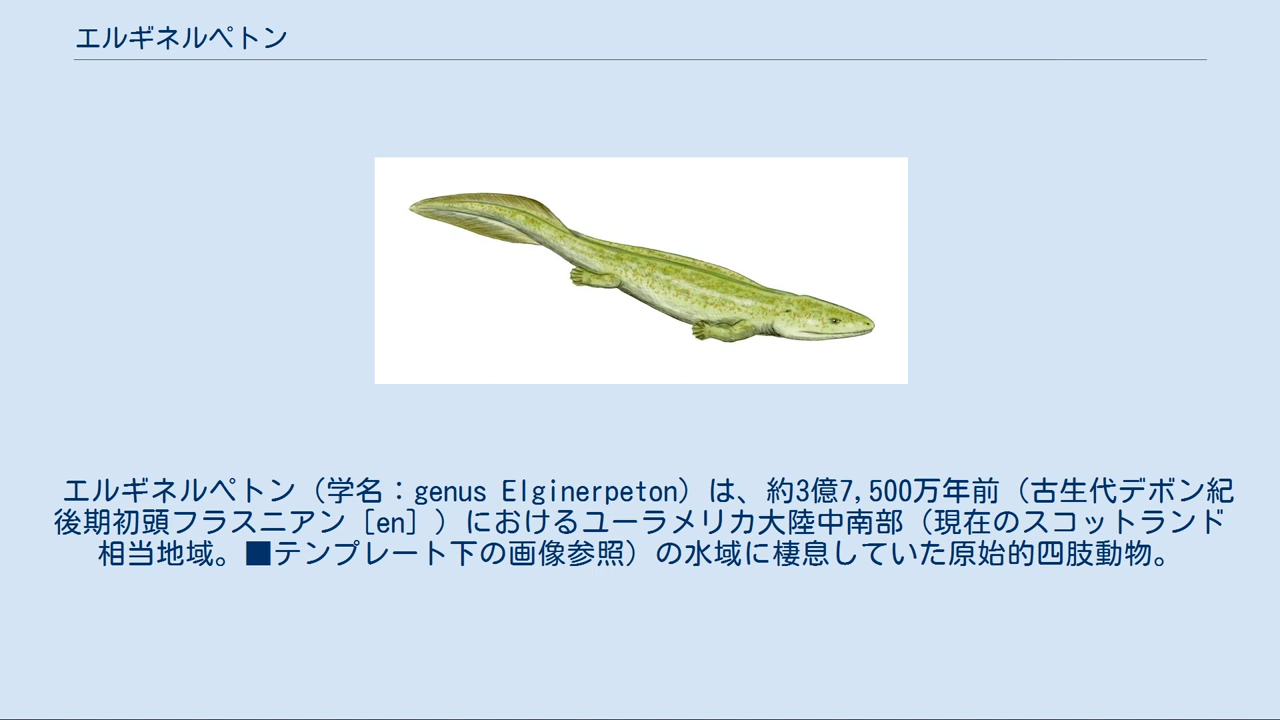 エルギネルペトン
エルギネルペトン（学名：genus Elginerpeton）は、約3億7,500万年前（古生代デボン紀
後期初頭フラスニアン［en］）におけるユーラメリカ大陸中南部（現在のスコットランド
相当地域。■テンプレート下の画像参照）の水域に棲息していた原始的四肢動物。